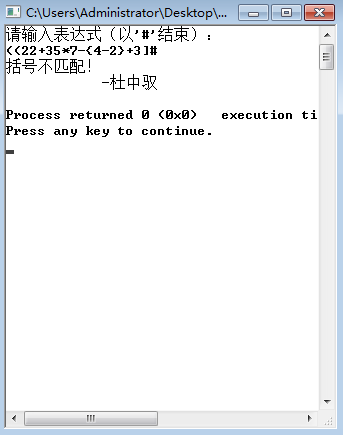 C:\Users\Administrator\Desktop\...
请输入表达式（以'#'结束）：
((22+35*7-(4-2)+3]#
括号不匹配！
-杜中驭
Process returned 0 (0x0)   execution ti
Press any key to continue.